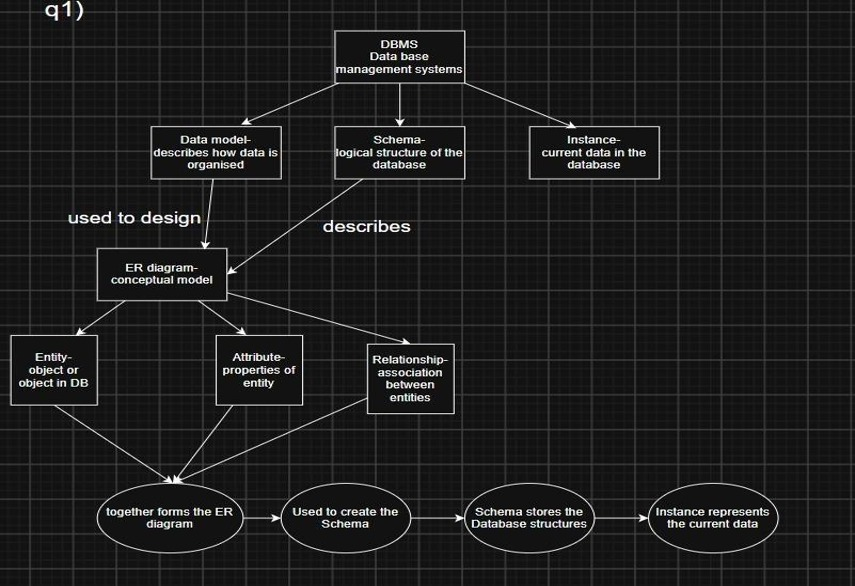 q1)
DBMS
Data base
management systems
Data model-
describes how data is
organised
Schema-
logical structure of the
database
Instance-
current data in the
database
used to design
describes
ER diagram-
conceptual model
Entity-
object or
object in DB
Attribute-
properties of
entity
Relationship-
association
between
entities
together forms the ER
diagram
Used to create the
Schema
Schema stores the
Database structures
Instance represents
the current data